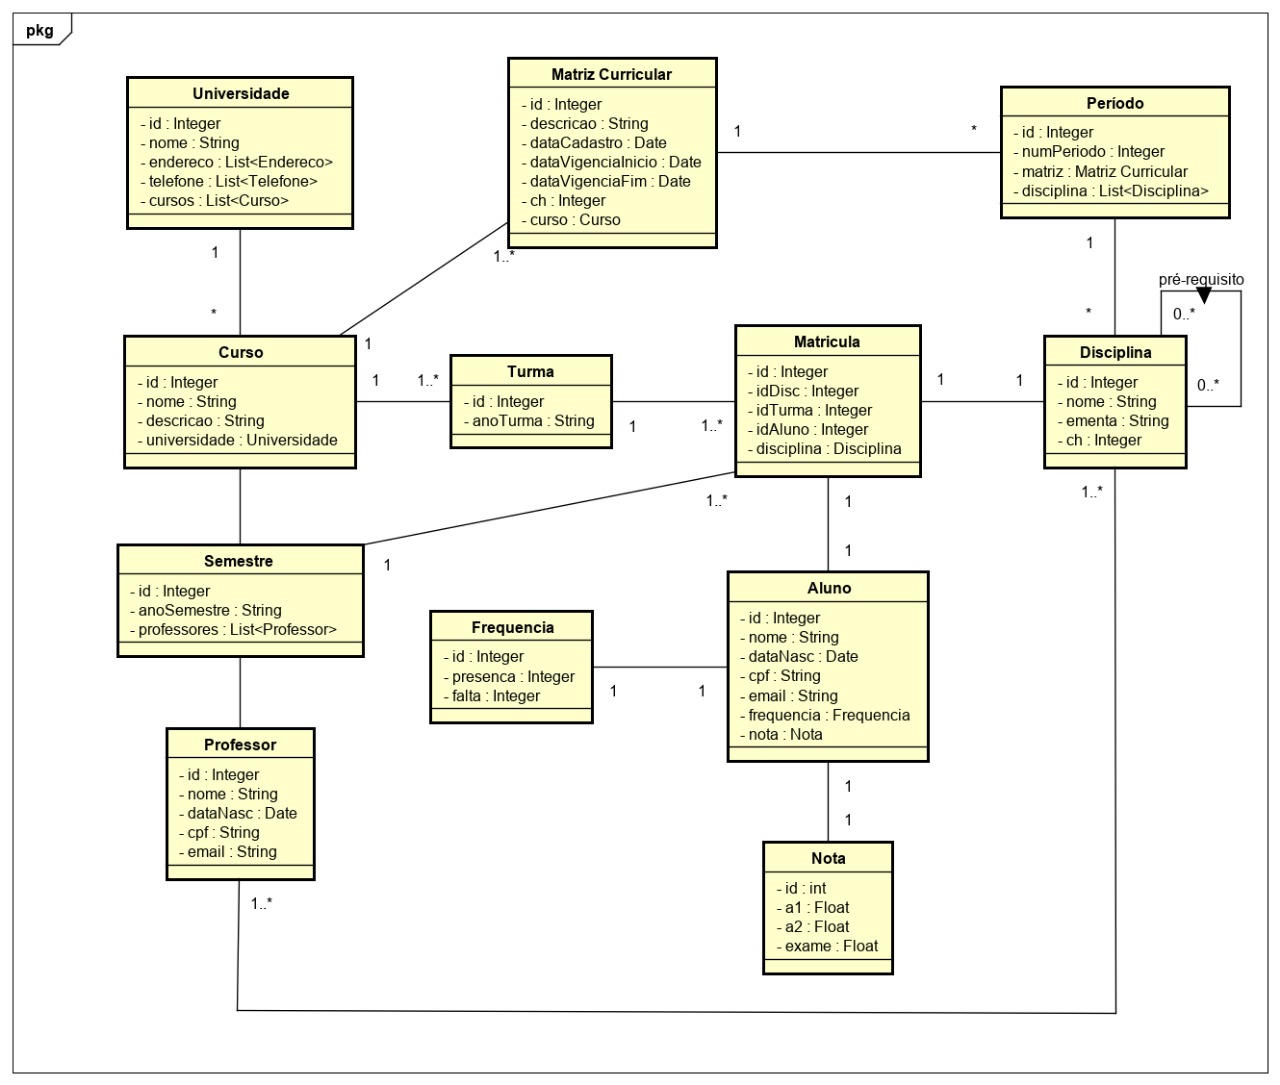 pkg
Universidade
- id : Integer
- nome : String
- endereco : List<Endereco>
- telefone : List<Telefone>
- cursos : List<Curso>
Matriz Curricular
- id : Integer
- descricao : String
- dataCadastro : Date
- dataVigenciaInicio : Date
- dataVigenciaFim : Date
- ch : Integer
- curso : Curso
1
*
Período
- id : Integer
- numPeriodo : Integer
- matriz : Matriz Curricular
- disciplina : List<Disciplina>
1
*
1..*
1
1
*
pré-requisito
0..*
0..*
Curso
- id : Integer
- nome : String
- descricao : String
- universidade : Universidade
1
1..*
Turma
- id : Integer
- anoTurma : String
1
1..*
Matricula
- id : Integer
- idDisc : Integer
- idTurma : Integer
- idAluno : Integer
- disciplina : Disciplina
1
1
Disciplina
- id : Integer
- nome : String
- ementa : String
- ch : Integer
1..*
1..*
1
1
1
Semestre
- id : Integer
- anoSemestre : String
- professores : List<Professor>
Frequencia
- id : Integer
- presenca : Integer
- falta : Integer
1
1
Aluno
- id : Integer
- nome : String
- dataNasc : Date
- cpf : String
- email : String
- frequencia : Frequencia
- nota : Nota
1
1
Professor
- id : Integer
- nome : String
- dataNasc : Date
- cpf : String
- email : String
1..*
Nota
- id : int
- a1 : Float
- a2 : Float
- exame : Float